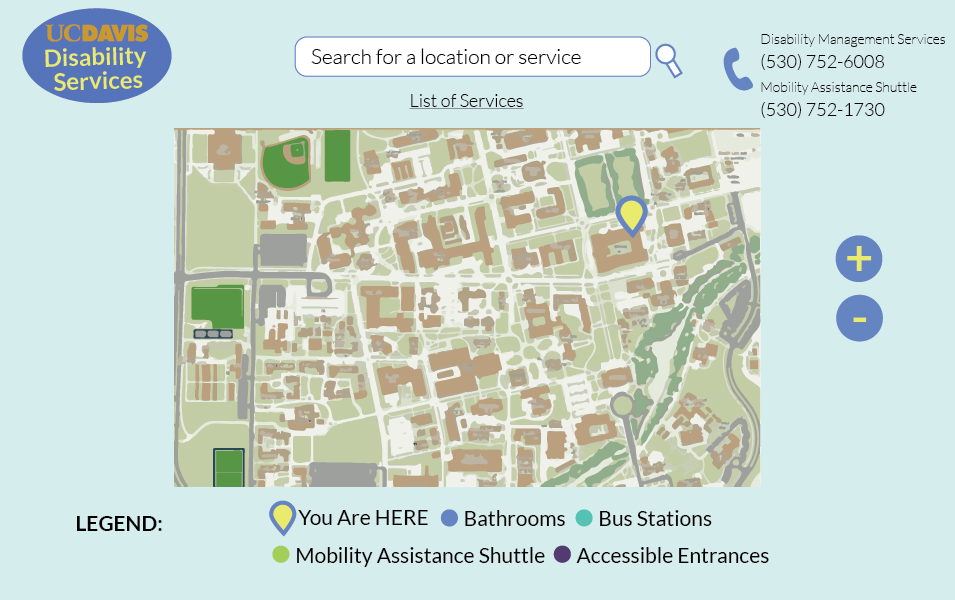 UCDAVIS
Disability
Services
Search for a location or service
List of Services
Disability Management Services
(530) 752-6008
Mobility Assistance Shuttle
(530) 752-1730
+
-
LEGEND:
You Are HERE
Bathrooms
Bus Stations
Mobility Assistance Shuttle
Accessible Entrances